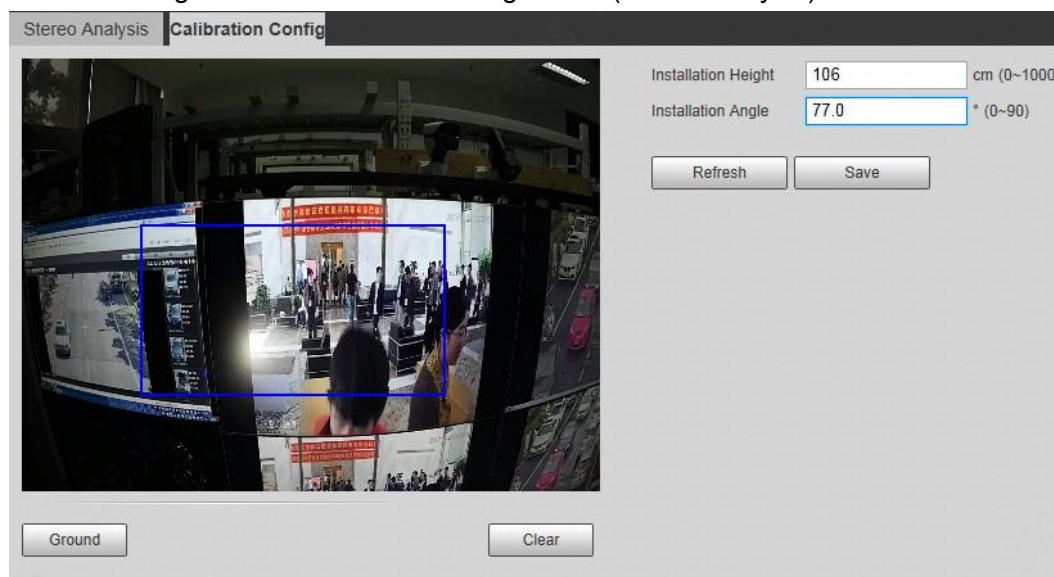 Stereo Analysis Calibration Config
Installation Height 106 cm (0~1000
Installation Angle 77.0 ° (0~90)
Refresh Save
Ground Clear